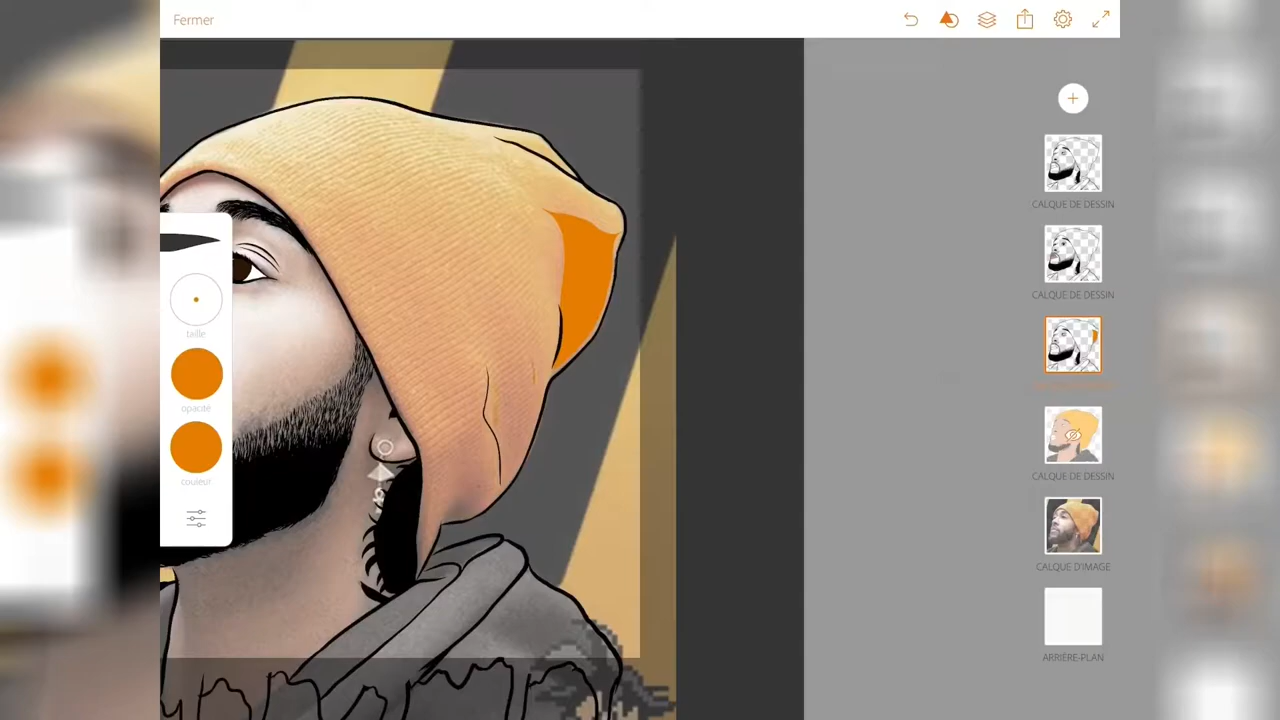 Fermer
CALQUE DE DESSIN
CALQUE DE DESSIN
taille
opacité
couleur
CALQUE DE DESSIN
CALQUE D'IMAGE
ARRIÈRE-PLAN